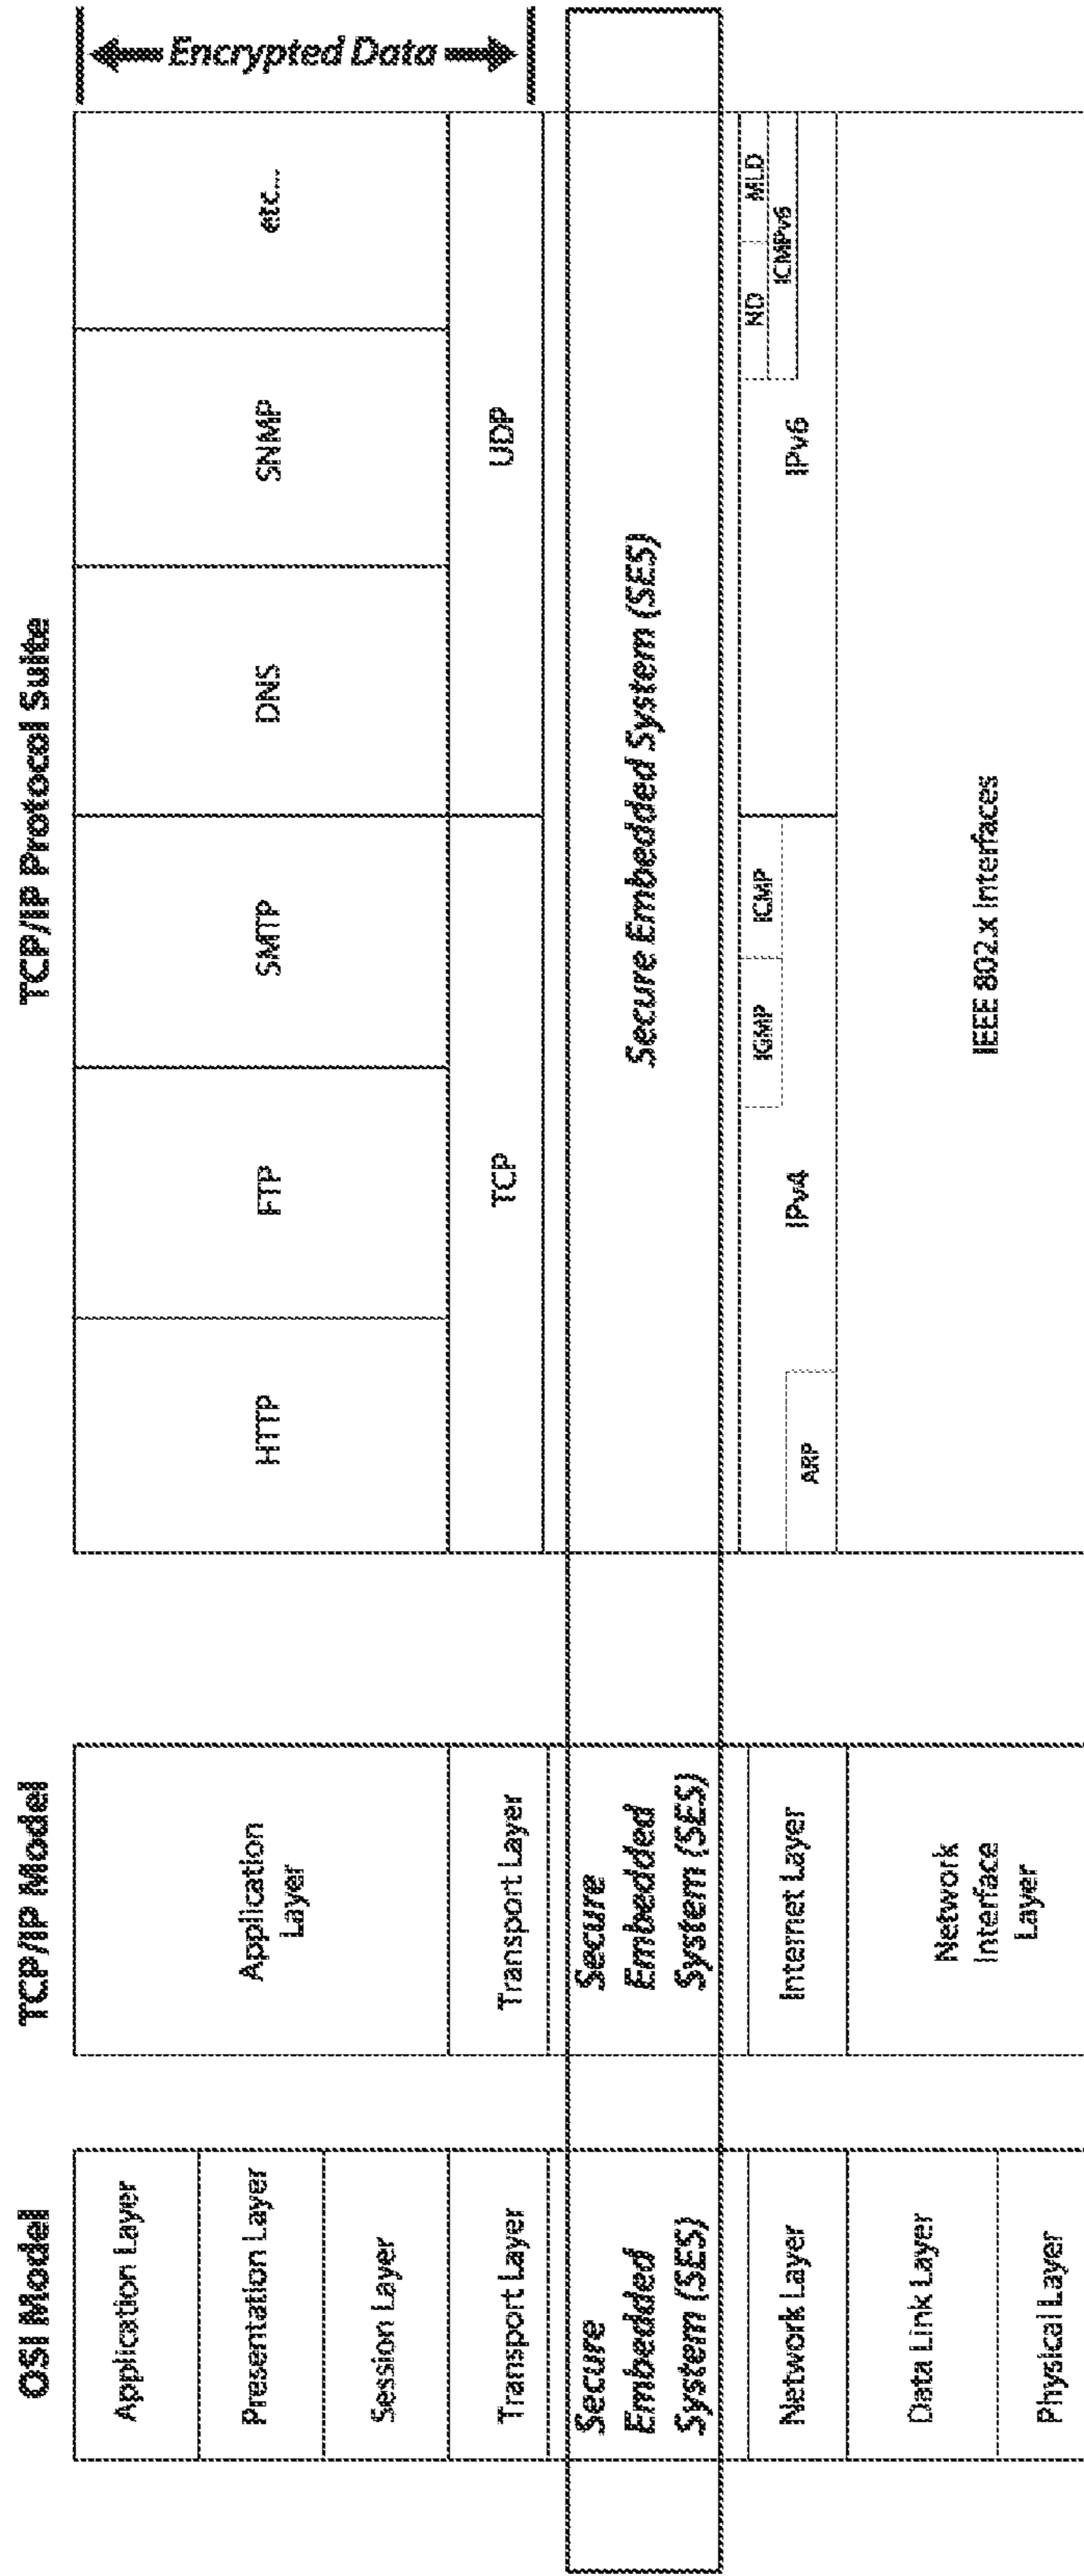 OSI Model
Application Layer
Presentation Layer
Session Layer
Transport Layer
Secure
Embedded
System (SES)
Network Layer
Data Link Layer
Physical Layer
TCP/IP Model
Application
Layer
Transport Layer
Secure
Embedded
System (SES)
Internet Layer
Network
Interface
Layer
TCP/IP Protocol Suite
HTTP
FTP
SMTP
DNS
SNMP
etc...
TCP
UDP
Secure Embedded System (SES)
ARP
IPv4
IGMP
ICMP
IPv6
ND
MLD
ICMPv6
IEEE 802.x Interfaces
Encrypted Data